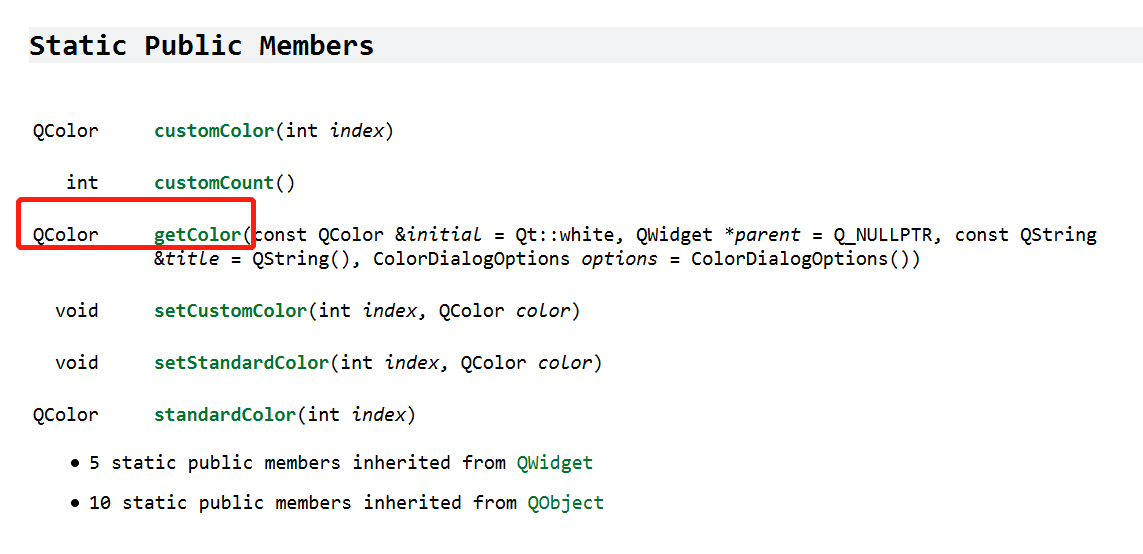 Static Public Members
QColor customColor(int index)
int customCount()
QColor getColor(const QColor &initial = Qt::white, QWidget *parent = Q_NULLPTR, const QString
&title = QString(), ColorDialogOptions options = ColorDialogOptions())
void setCustomColor(int index, QColor color)
void setStandardColor(int index, QColor color)
QColor standardColor(int index)
• 5 static public members inherited from QWidget
• 10 static public members inherited from QObject